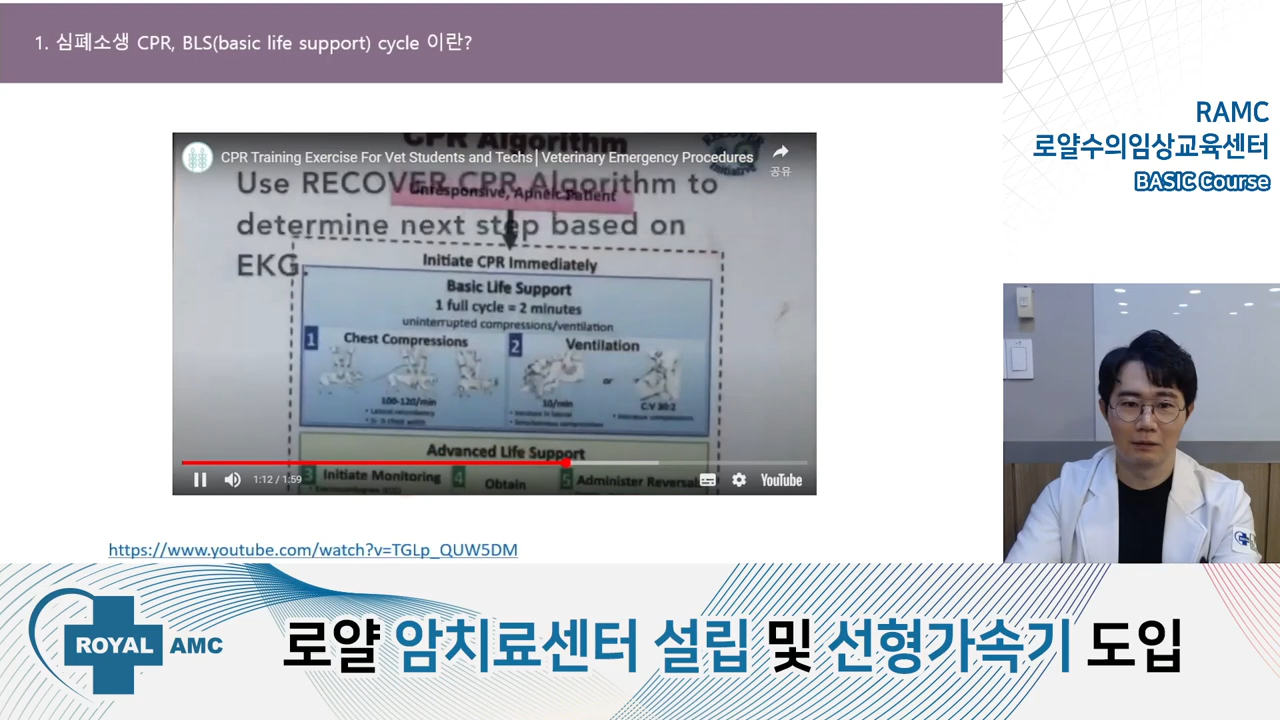 1. 심폐소생 CPR, BLS(basic life support) cycle 이란?
RAMC
로얄수의임상교육센터
BASIC Course
CPR Algorithm
CPR Training Exercise For Vet Students and Techs│Veterinary Emergency Procedures
공유
Use RECOVER CPR Algorithm to
Unresponsive, Apneic Patient
determine next step based on
EKG.
Initiate CPR Immediately
Basic Life Support
1 full cycle = 2 minutes
uninterrupted compressions/ventilation
1 Chest Compressions
2 Ventilation
or
100-120/min
10/min
C:V 30:2
Advanced Life Support
3 Initiate Monitoring
4 Obtain
5 Administer Reversals
1:12 / 1:59
YouTube
https://www.youtube.com/watch?v=TGLp_QUW5DM
ROYAL AMC
로얄 암치료센터 설립 및 선형가속기 도입